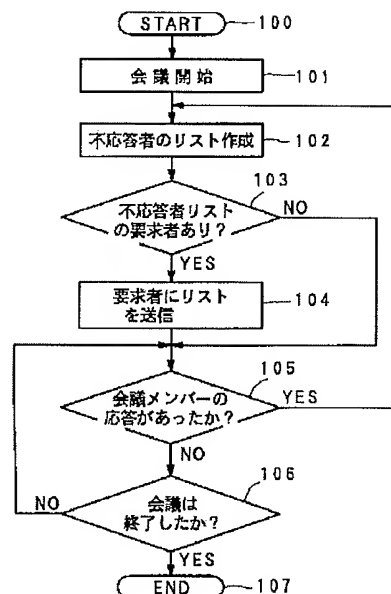 START
100
会議開始
101
不応答者のリスト作成
102
103
不応答者リスト
の要求者あり?
NO
YES
要求者にリスト
を送信
104
105
会議メンバーの
応答があったか?
YES
NO
106
NO
会議は
終了したか?
YES
END
107